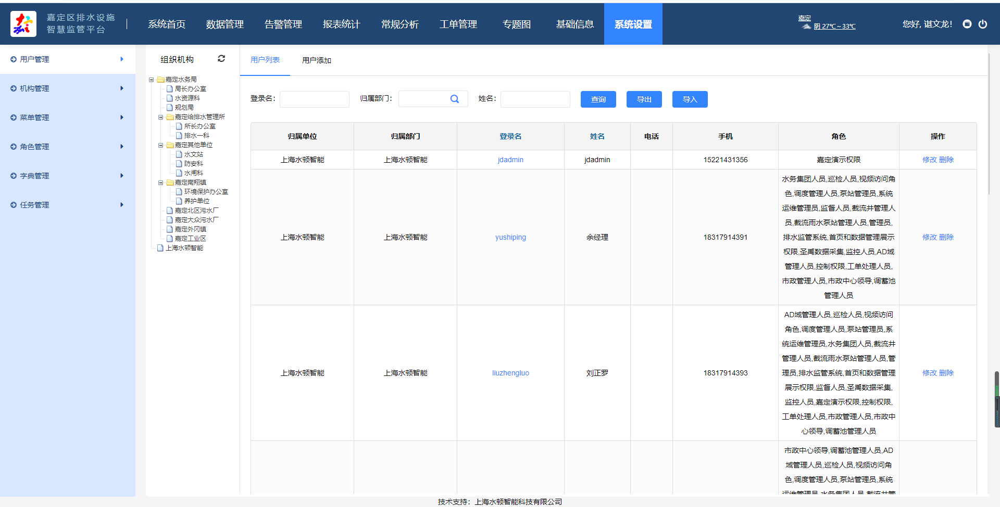 嘉定区排水设施
智慧监管平台
系统首页 数据管理 告警管理 报表统计 常规分析 工单管理 专题图 基础信息 系统设置
嘉定
阴 27℃~33℃
您好, 谌文龙!
用户管理
机构管理
菜单管理
角色管理
字典管理
任务管理
组织机构
嘉定水务局
局长办公室
水资源科
规划局
嘉定给排水管理所
所长办公室
排水一科
嘉定其他单位
水文站
防安科
水闸科
嘉定南翔镇
环境保护办公室
养护单位
嘉定北区污水厂
嘉定大众污水厂
嘉定外冈镇
嘉定工业区
上海水顿智能
用户列表 用户添加
登录名: 归属部门: 姓名: 查询 导出 导入
归属单位 归属部门 登录名 姓名 电话 手机 角色 操作
上海水顿智能 上海水顿智能 jdadmin jdadmin 15221431356 嘉定演示权限 修改 删除
水务集团人员,巡检人员,视频访问角
色,调度管理人员,泵站管理员,系统
运维管理员,监督人员,截流井管理人
员,截流雨水泵站管理人员,管理员,
上海水顿智能 上海水顿智能 yushiping 余经理 18317914391 排水监管系统,首页和数据管理展示 修改 删除
权限,圣禹数据采集,监控人员,AD域
管理人员,控制权限,工单处理人员,
市政管理人员,市政中心领导,调蓄池
管理人员
AD域管理人员,巡检人员,视频访问
角色,调度管理人员,泵站管理员,系
统运维管理员,水务集团人员,截流井
管理人员,截流雨水泵站管理人员,管
上海水顿智能 上海水顿智能 liuzhengluo 刘正罗 18317914393 理员,排水监管系统,首页和数据管理 修改 删除
展示权限,监督人员,圣禹数据采集,
监控人员,嘉定演示权限,控制权限,
工单处理人员,市政管理人员,市政中
心领导,调蓄池管理人员
市政中心领导,调蓄池管理人员,AD
域管理人员,巡检人员,视频访问角
色,调度管理人员,泵站管理员,系统
运维管理员,水务集团人员,截流井管
技术支持: 上海水顿智能科技有限公司